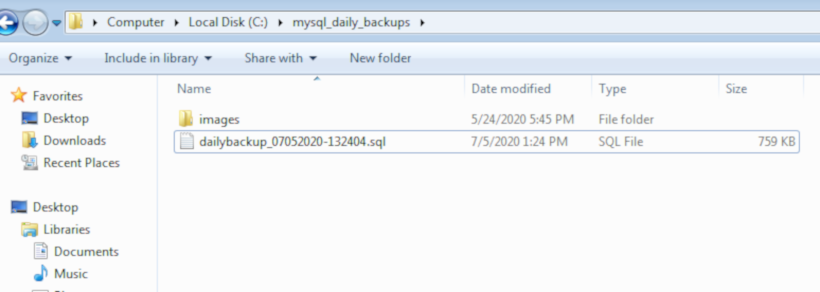 Computer Local Disk (C:) mysql_daily_backups
Organize Include in library Share with New folder
Name Date modified Type Size
Favorites
Desktop
Downloads
Recent Places
Desktop
Libraries
Documents
Music
images 5/24/2020 5:45 PM File folder
dailybackup_07052020-132404.sql 7/5/2020 1:24 PM SQL File 759 KB